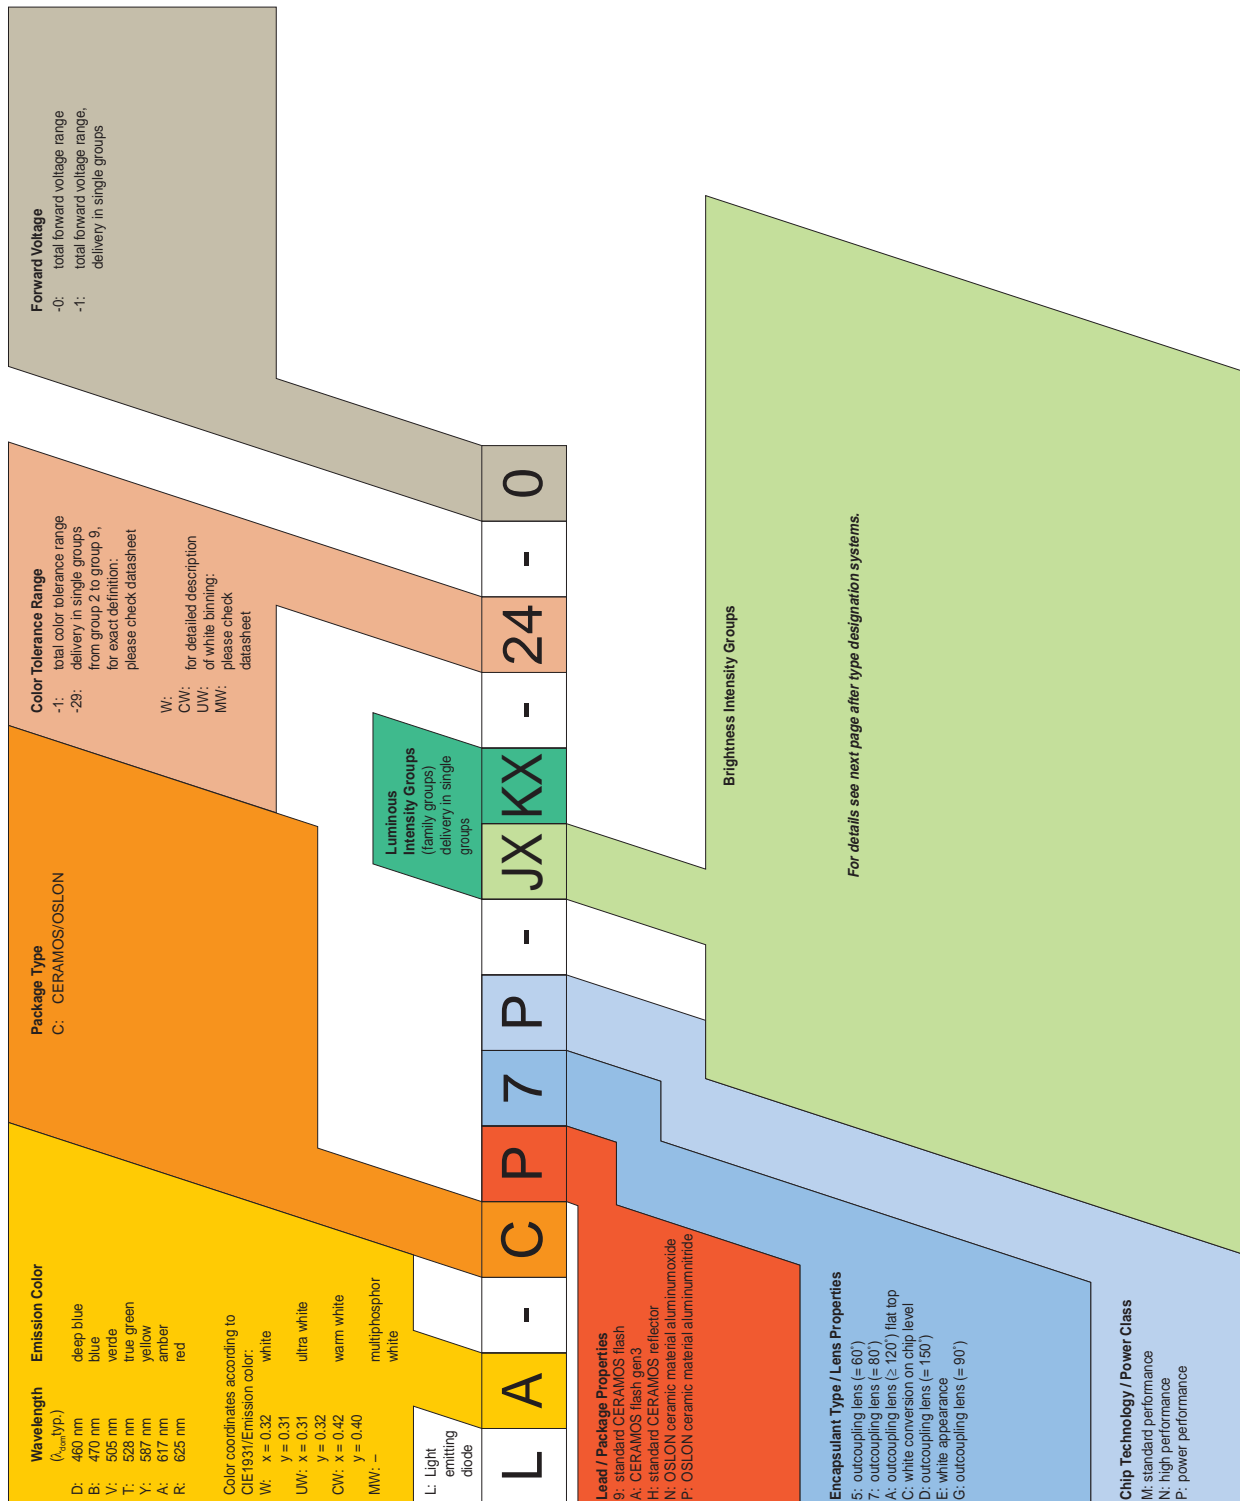 Wavelength Emission Color
(λdom typ.)
D: 460 nm deep blue
B: 470 nm blue
V: 505 nm verde
T: 528 nm true green
Y: 587 nm yellow
A: 617 nm amber
R: 625 nm red
Color coordinates according to
CIE1931/Emission color:
W: x = 0.32 white
y = 0.31
UW: x = 0.31 ultra white
y = 0.32
CW: x = 0.42 warm white
y = 0.40
MW: – multiphosphor
white
L: Light
emitting
diode
Package Type
C: CERAMOS/OSLON
Color Tolerance Range
-1: total color tolerance range
-29: delivery in single groups
from group 2 to group 9,
for exact definition:
please check datasheet
W:
CW: for detailed description
UW: of white binning:
MW: please check
datasheet
Forward Voltage
-0: total forward voltage range
-1: total forward voltage range,
delivery in single groups
Luminous
Intensity Groups
(family groups)
delivery in single
groups
L A - C P 7 P - JX KX - 24 - 0
Lead / Package Properties
9: standard CERAMOS flash
A: CERAMOS flash gen3
H: standard CERAMOS reflector
N: OSLON ceramic material aluminumoxide
P: OSLON ceramic material aluminumnitride
Encapsulant Type / Lens Properties
5: outcoupling lens (= 60°)
7: outcoupling lens (= 80°)
A: outcoupling lens (≥ 120°) flat top
C: white conversion on chip level
D: outcoupling lens (= 150°)
E: white appearance
G: outcoupling lens (= 90°)
Chip Technology / Power Class
M: standard performance
N: high performance
P: power performance
Brightness Intensity Groups
For details see next page after type designation systems.